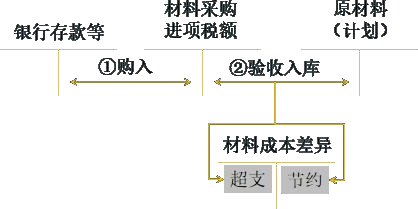 银行存款等
材料采购
进项税额
原材料
（计划）
①购入
②验收入库
材料成本差异
超支
节约